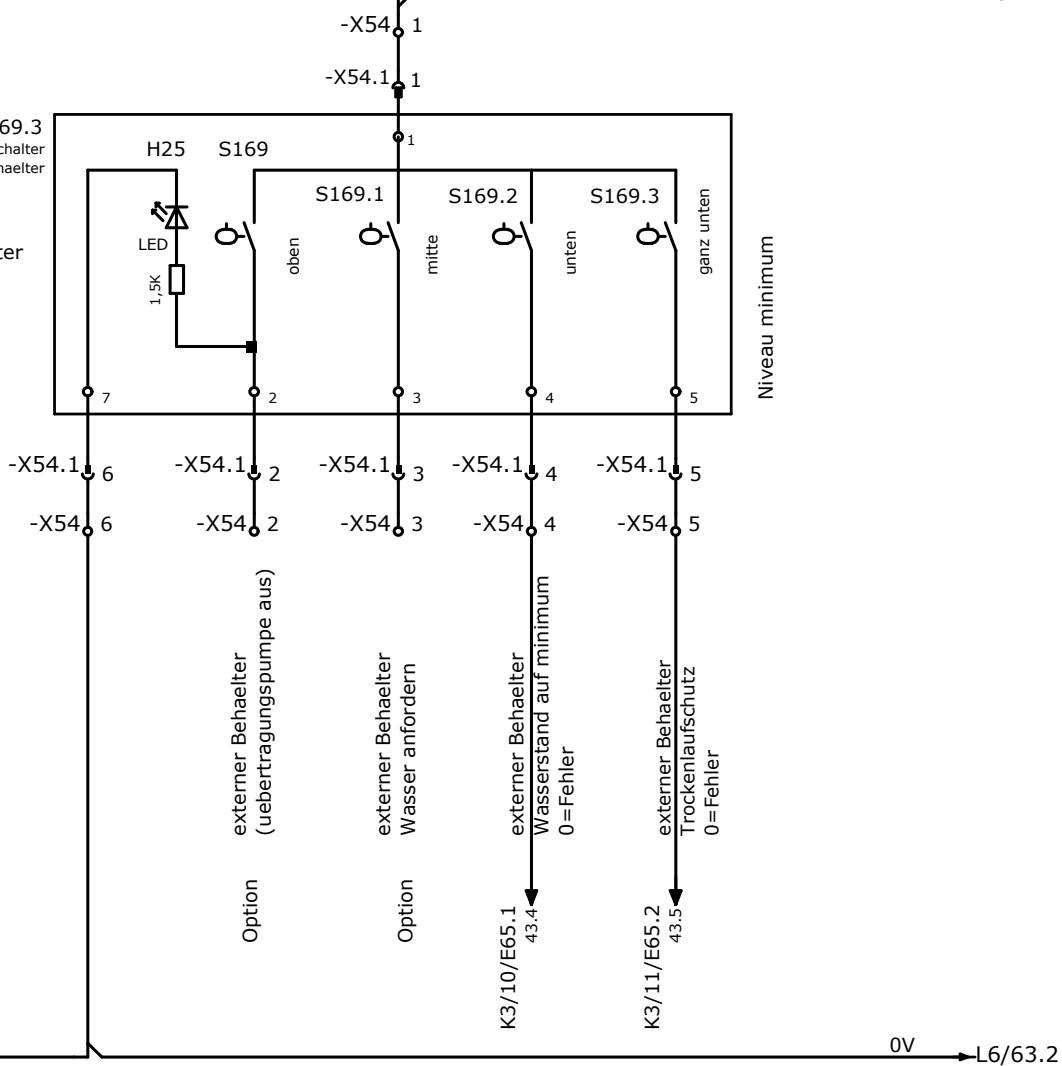 -X54 1
-X54.1 1
69.3
chalter
haelter
ter
1
H25 S169
S169.1 S169.2 S169.3
LED
1,5K
oben
mitte
unten
ganz unten
Niveau minimum
7 2 3 4 5
-X54.1 6 -X54.1 2 -X54.1 3 -X54.1 4 -X54.1 5
-X54 6 -X54 2 -X54 3 -X54 4 -X54 5
externer Behaelter
(uebertragungspumpe aus)
Option
externer Behaelter
Wasser anfordern
Option
externer Behaelter
Wasserstand auf minimum
0=Fehler
K3/10/E65.1
43.4
externer Behaelter
Trockenlaufschutz
0=Fehler
K3/11/E65.2
43.5
0V L6/63.2